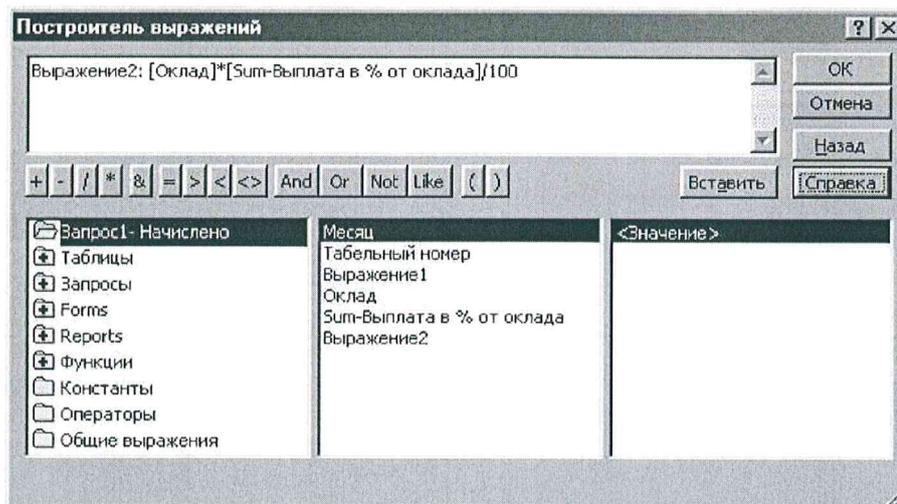 Построитель выражений
? ×
Выражение2: [Оклад]*[Sum-Выплата в % от оклада]/100
ОК
Отмена
Назад
+ - / * & = > < <> And Or Not Like ( )
Вставить
Справка
Запрос1- Начислено
Таблицы
Запросы
Forms
Reports
Функции
Константы
Операторы
Общие выражения
Месяц
Табельный номер
Выражение1
Оклад
Sum-Выплата в % от оклада
Выражение2
<Значение>